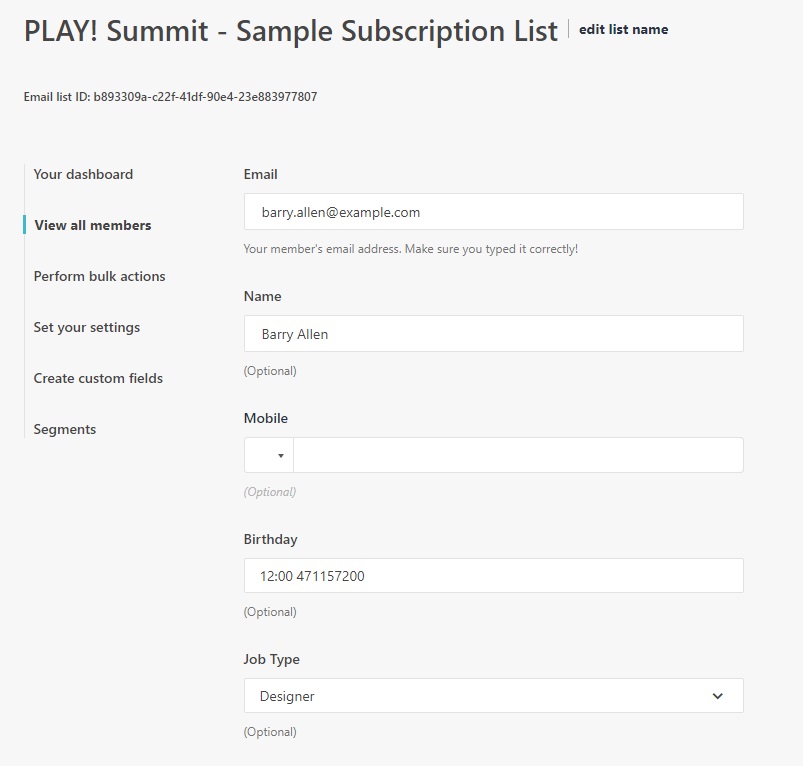 PLAY! Summit - Sample Subscription List edit list name
Email list ID: b893309a-c22f-41df-90e4-23e883977807
Your dashboard
View all members
Perform bulk actions
Set your settings
Create custom fields
Segments
Email
barry.allen@example.com
Your member's email address. Make sure you typed it correctly!
Name
Barry Allen
(Optional)
Mobile
(Optional)
Birthday
12:00 471157200
(Optional)
Job Type
Designer
(Optional)